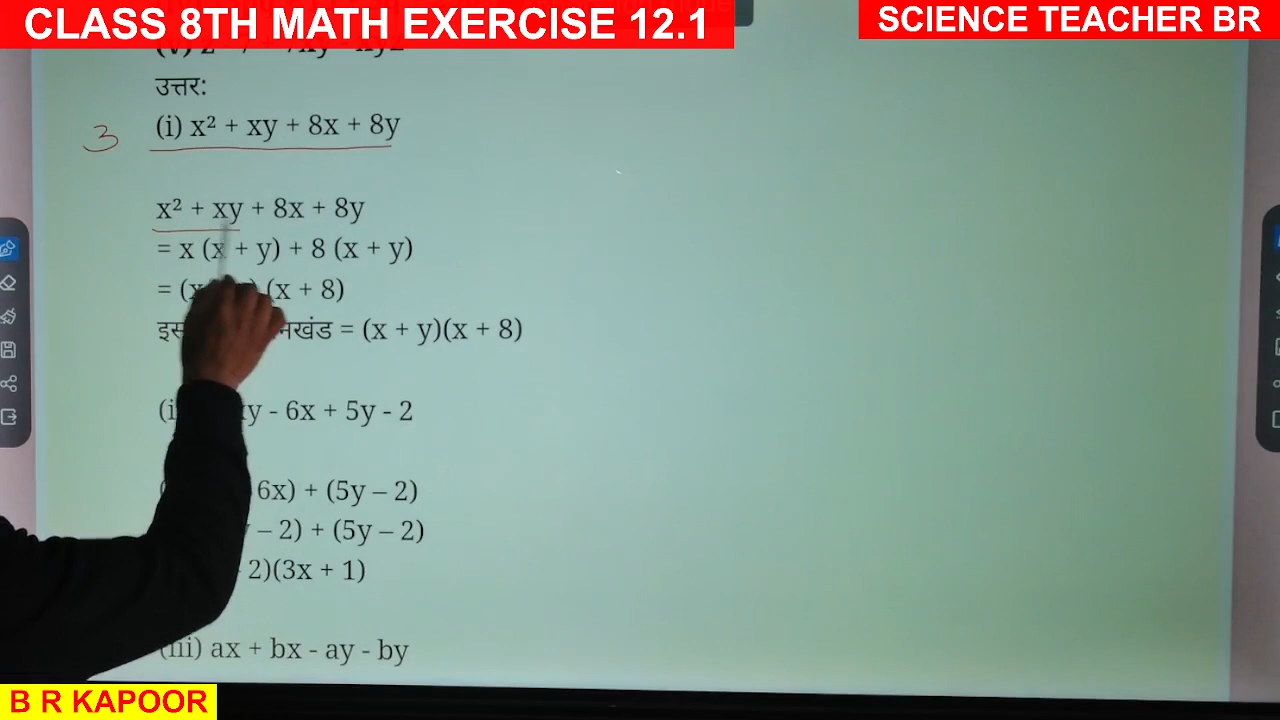 CLASS 8TH MATH EXERCISE 12.1
SCIENCE TEACHER BR
उत्तर:
3
(i) x² + xy + 8x + 8y
x² + xy + 8x + 8y
= x (x + y) + 8 (x + y)
= (x (x + 8)
= (x + y)(x + 8)
y - 6x + 5y - 2
6x) + (5y – 2)
– 2) + (5y – 2)
2)(3x + 1)
(iii) ax + bx - ay - by
B R KAPOOR